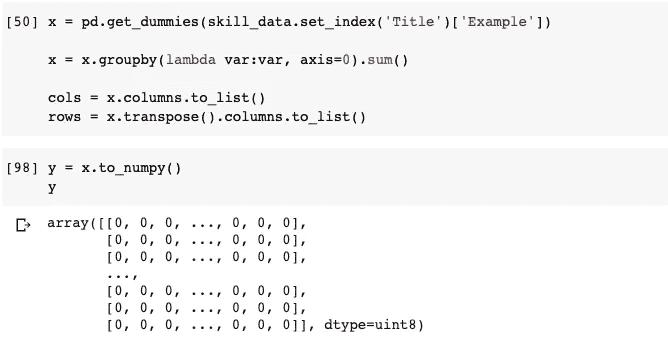 [50] x = pd.get_dummies(skill_data.set_index('Title')['Example'])
x = x.groupby(lambda var:var, axis=0).sum()
cols = x.columns.to_list()
rows = x.transpose().columns.to_list()
[98] y = x.to_numpy()
y
array([[0, 0, 0, ..., 0, 0, 0],
[0, 0, 0, ..., 0, 0, 0],
[0, 0, 0, ..., 0, 0, 0],
...,
[0, 0, 0, ..., 0, 0, 0],
[0, 0, 0, ..., 0, 0, 0],
[0, 0, 0, ..., 0, 0, 0]], dtype=uint8)